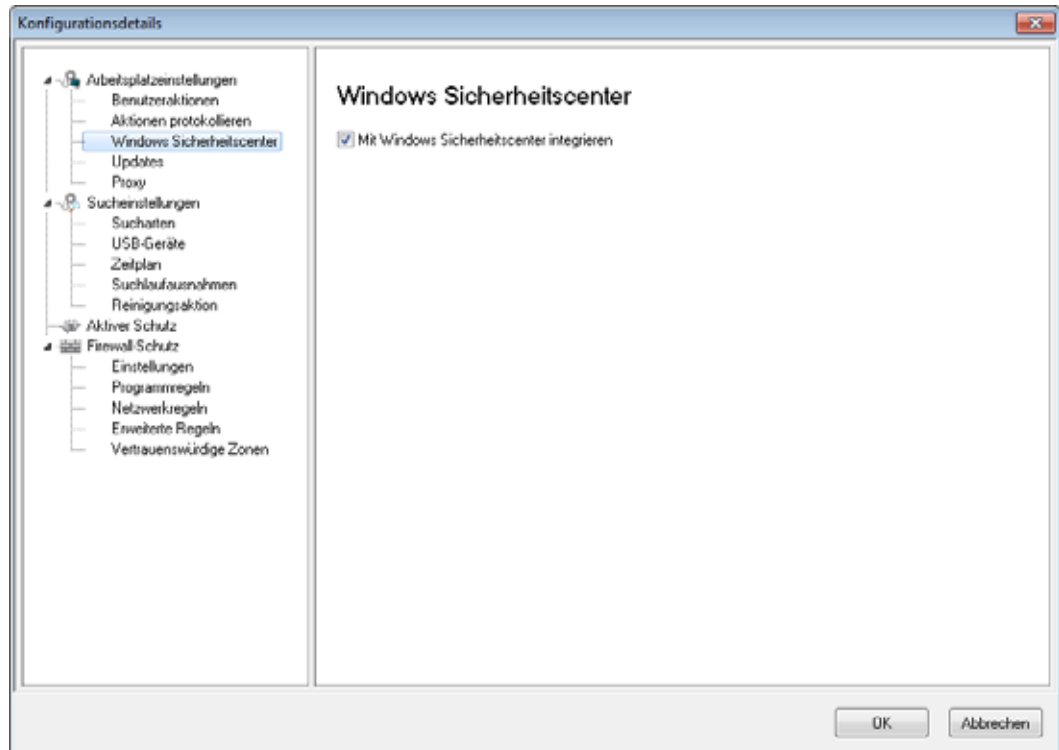 Konfigurationsdetails
Arbeitsplatzeinstellungen
Benutzeraktionen
Aktionen protokollieren
Windows Sicherheitscenter
Updates
Proxy
Sucheinstellungen
Sucharten
USB-Geräte
Zeitplan
Suchlaufausnahmen
Reinigungsaktion
Aktiver Schutz
Firewall-Schutz
Einstellungen
Programmregeln
Netzwerkregeln
Erweiterte Regeln
Vertrauenswürdige Zonen
Windows Sicherheitscenter
Mit Windows Sicherheitscenter integrieren
OK
Abbrechen